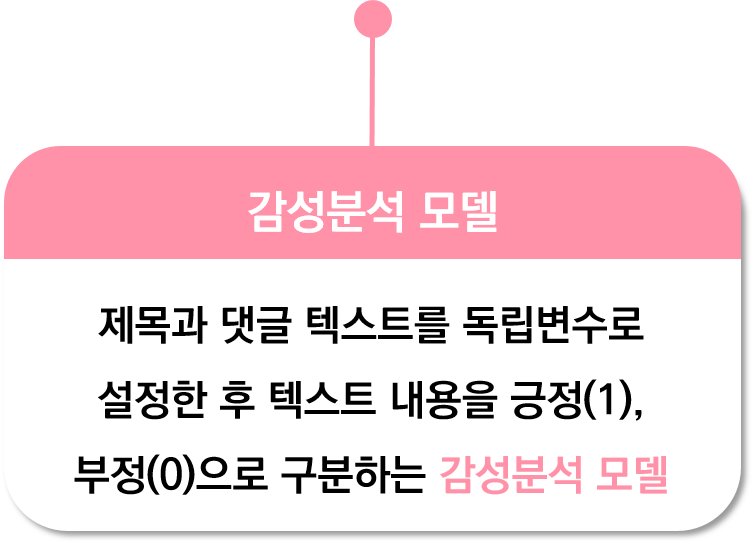 감성분석 모델
제목과 댓글 텍스트를 독립변수로
설정한 후 텍스트 내용을 긍정(1),
부정(0)으로 구분하는 감성분석 모델